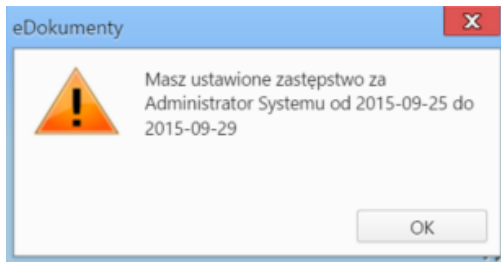 eDokumenty
Masz ustawione zastępstwo za
Administrator Systemu od 2015-09-25 do
2015-09-29
OK